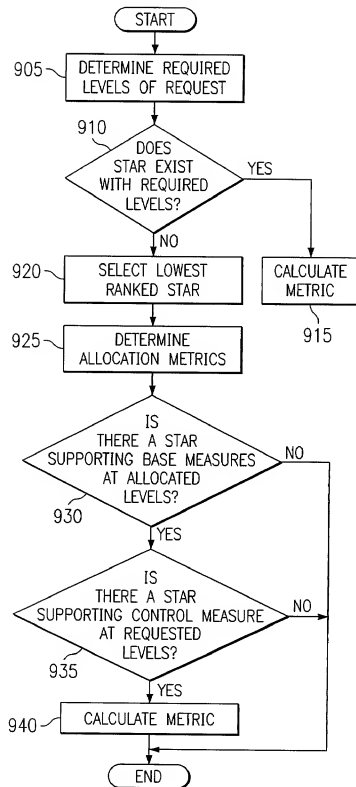 START
905
DETERMINE REQUIRED
LEVELS OF REQUEST
910
DOES
STAR EXIST
WITH REQUIRED
LEVELS?
YES
NO
920
SELECT LOWEST
RANKED STAR
CALCULATE
METRIC
915
925
DETERMINE
ALLOCATION METRICS
IS
THERE A STAR
SUPPORTING BASE MEASURES
AT ALLOCATED
LEVELS?
NO
930
YES
IS
THERE A STAR
SUPPORTING CONTROL MEASURE
AT REQUESTED
LEVELS?
NO
935
YES
940
CALCULATE METRIC
END